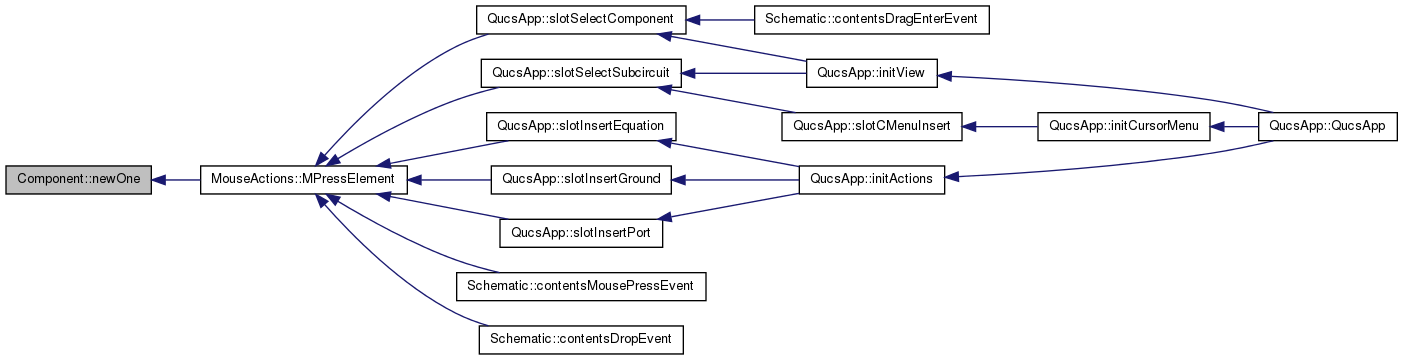 QucsApp::slotSelectComponent
Schematic::contentsDragEnterEvent
QucsApp::slotSelectSubcircuit
QucsApp::initView
QucsApp::slotInsertEquation
QucsApp::slotCMenuInsert
QucsApp::initCursorMenu
QucsApp::QucsApp
Component::newOne
MouseActions::MPressElement
QucsApp::slotInsertGround
QucsApp::initActions
QucsApp::slotInsertPort
Schematic::contentsMousePressEvent
Schematic::contentsDropEvent